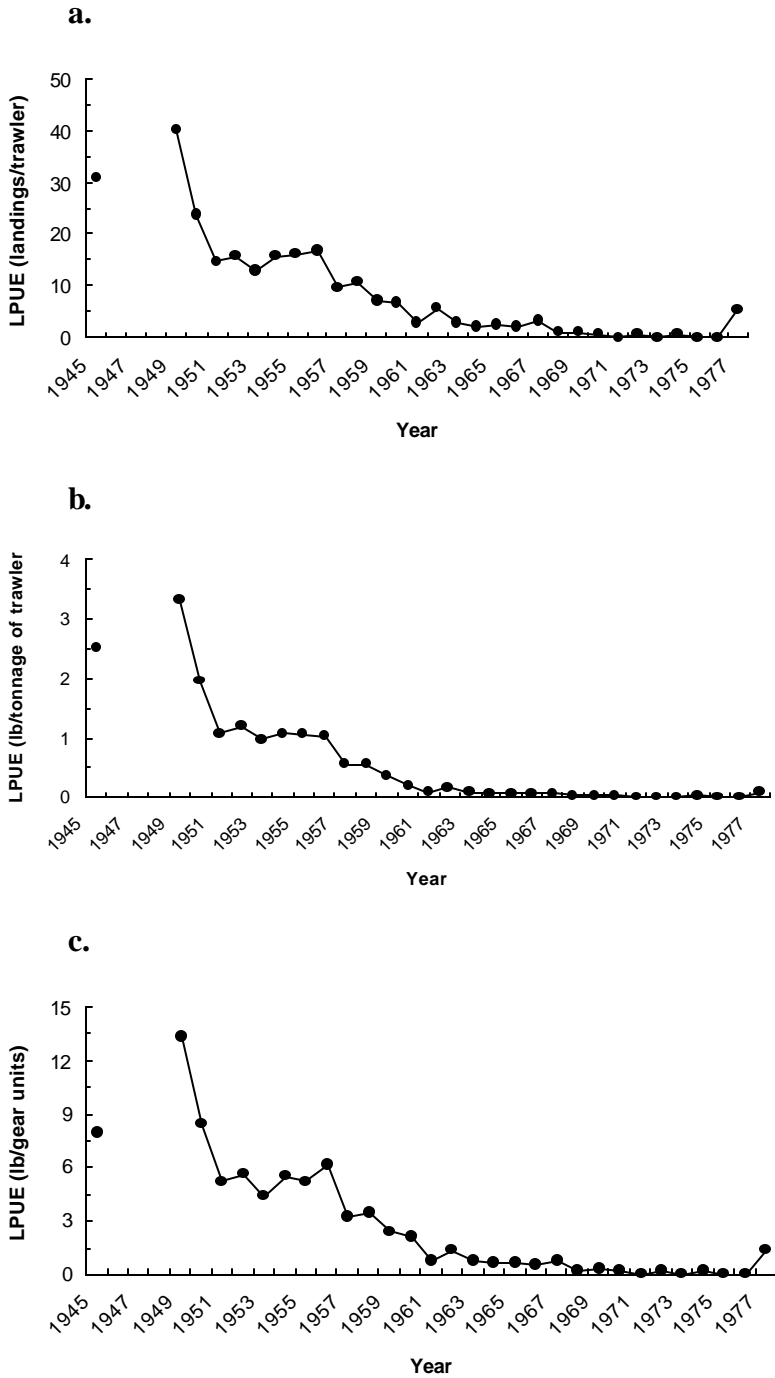 a.
LPUE (landings/trawler)
50
40
30
20
10
0
1945 1947 1949 1951 1953 1955 1957 1959 1961 1963 1965 1967 1969 1971 1973 1975 1977
Year
b.
LPUE (lb/tonnage of trawler
4
3
2
1
0
1945 1947 1949 1951 1953 1955 1957 1959 1961 1963 1965 1967 1969 1971 1973 1975 1977
Year
c.
LPUE (lb/gear units)
15
12
9
6
3
0
1945 1947 1949 1951 1953 1955 1957 1959 1961 1963 1965 1967 1969 1971 1973 1975 1977
Year